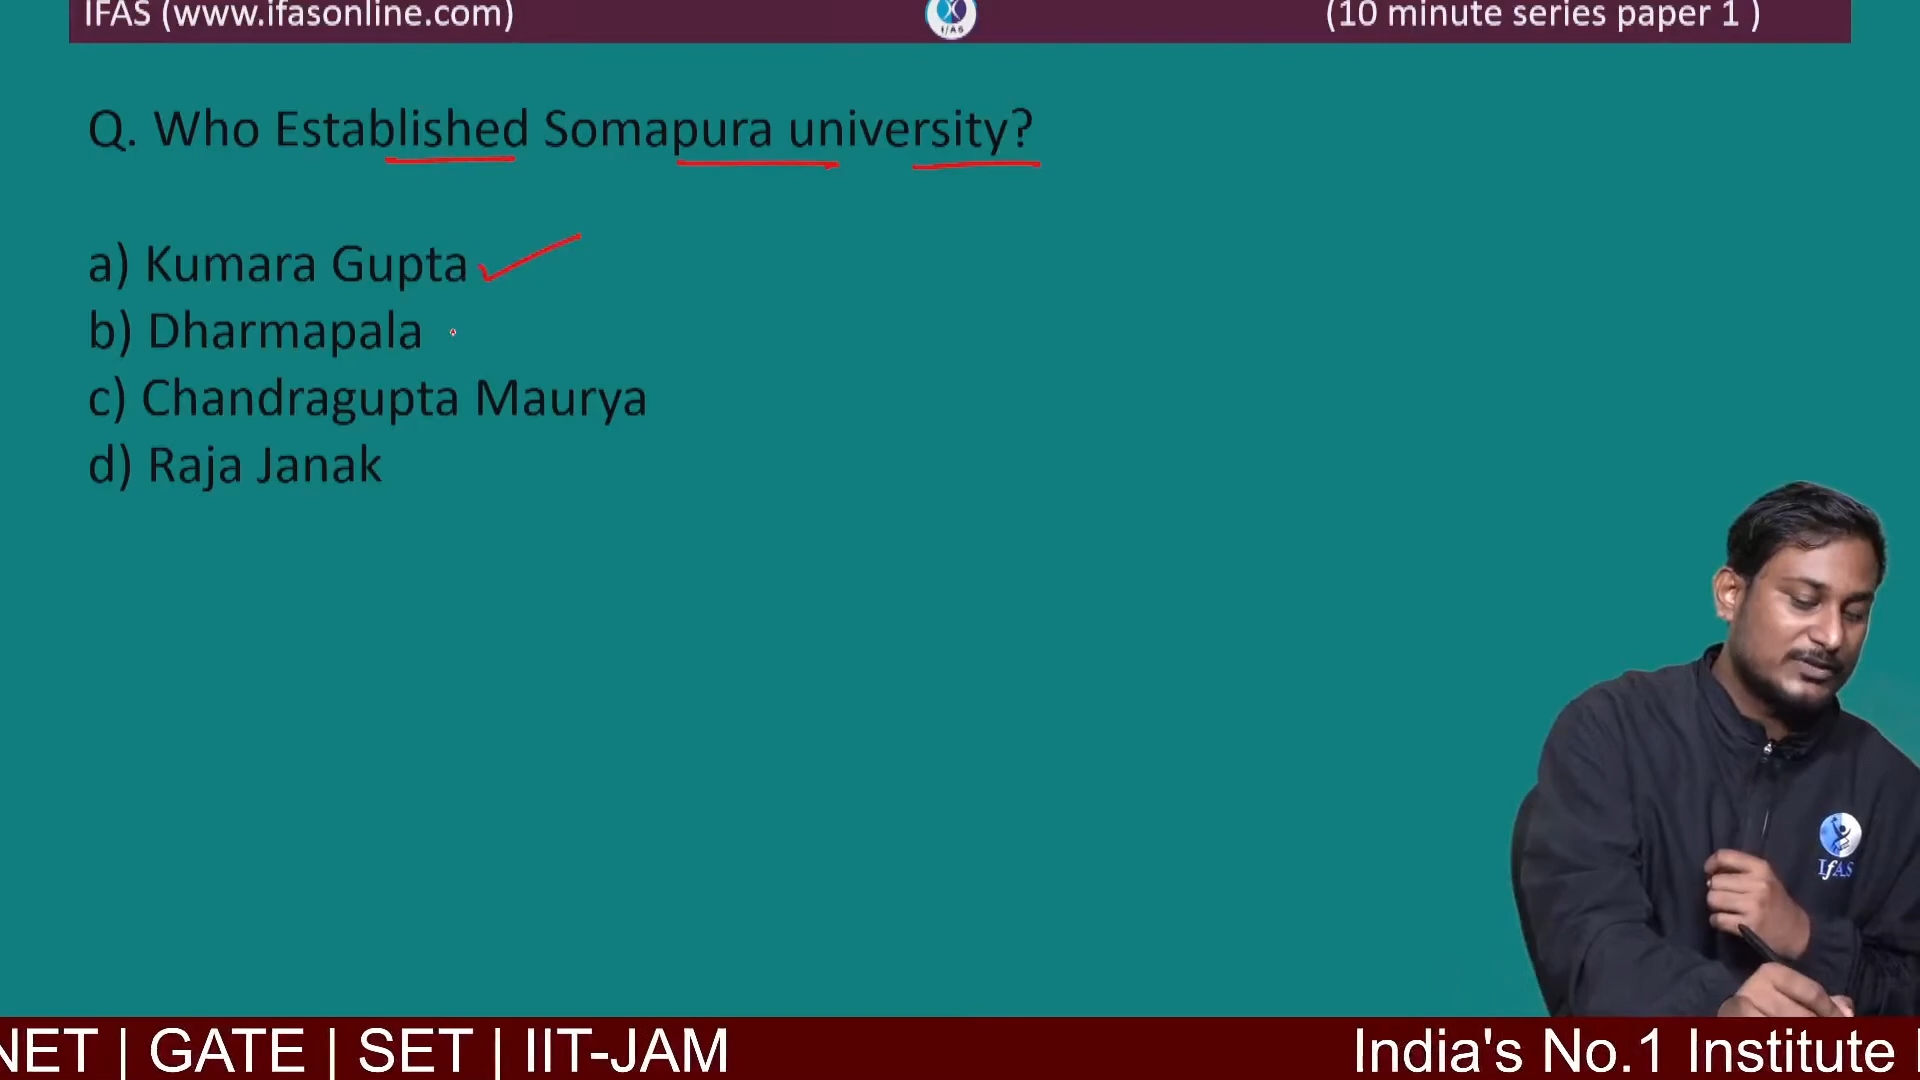 IFAS (www.ifasonline.com)
IFAS
(10 minute series paper 1 )
Q. Who Established Somapura university?
a) Kumara Gupta
b) Dharmapala
c) Chandragupta Maurya
d) Raja Janak
IfAS
NET | GATE | SET | IIT-JAM
India's No.1 Institute